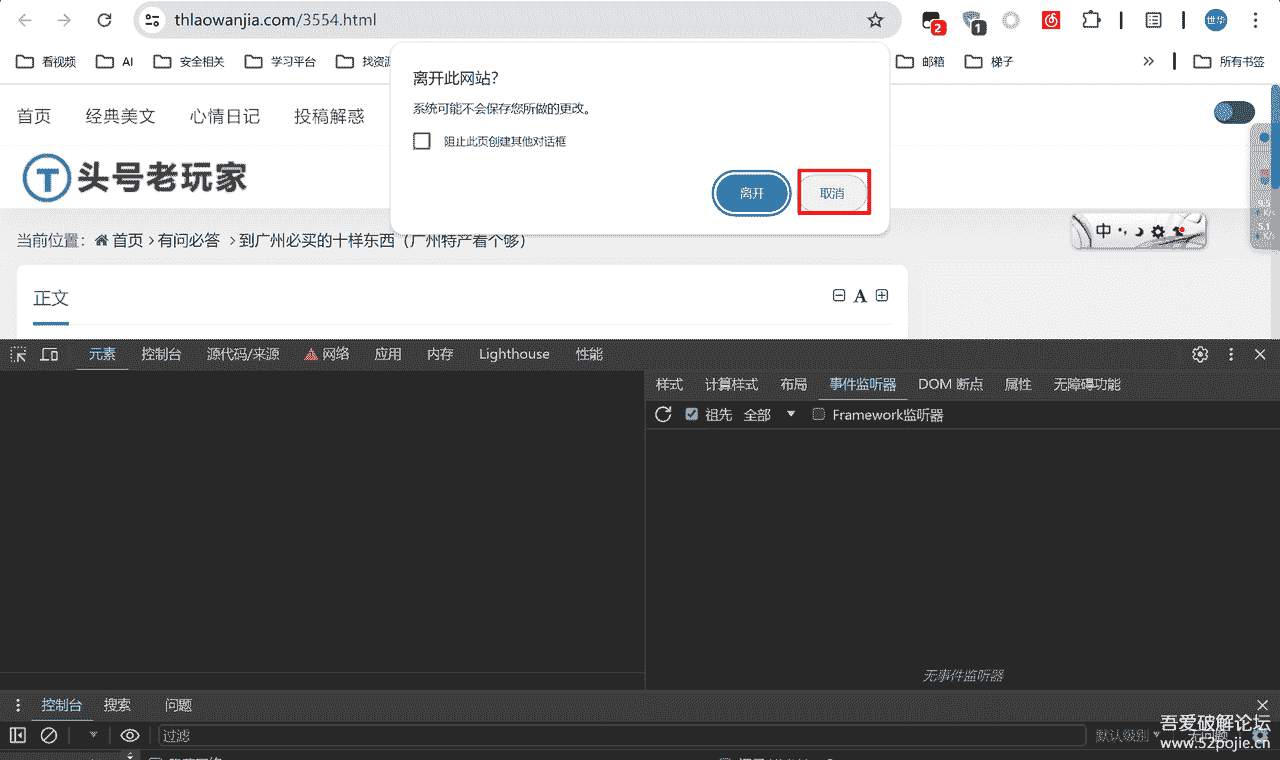 thlaowanjia.com/3554.html
2
1
世华
看视频
AI
安全相关
学习平台
找资源
邮箱
梯子
所有书签
离开此网站?
系统可能不会保存您所做的更改。
阻止此页创建其他对话框
离开
取消
首页
经典美文
心情日记
投稿解惑
T 头号老玩家
当前位置: 首页 有问必答 到广州必买的十样东西（广州特产看个够）
中
正文
A
元素
控制台
源代码/来源
网络
应用
内存
Lighthouse
性能
样式
计算样式
布局
事件监听器
DOM 断点
属性
无障碍功能
祖先
全部
Framework监听器
无事件监听器
控制台
搜索
问题
过滤
默认级别
无问题
吾爱破解论坛
www.52pojie.cn